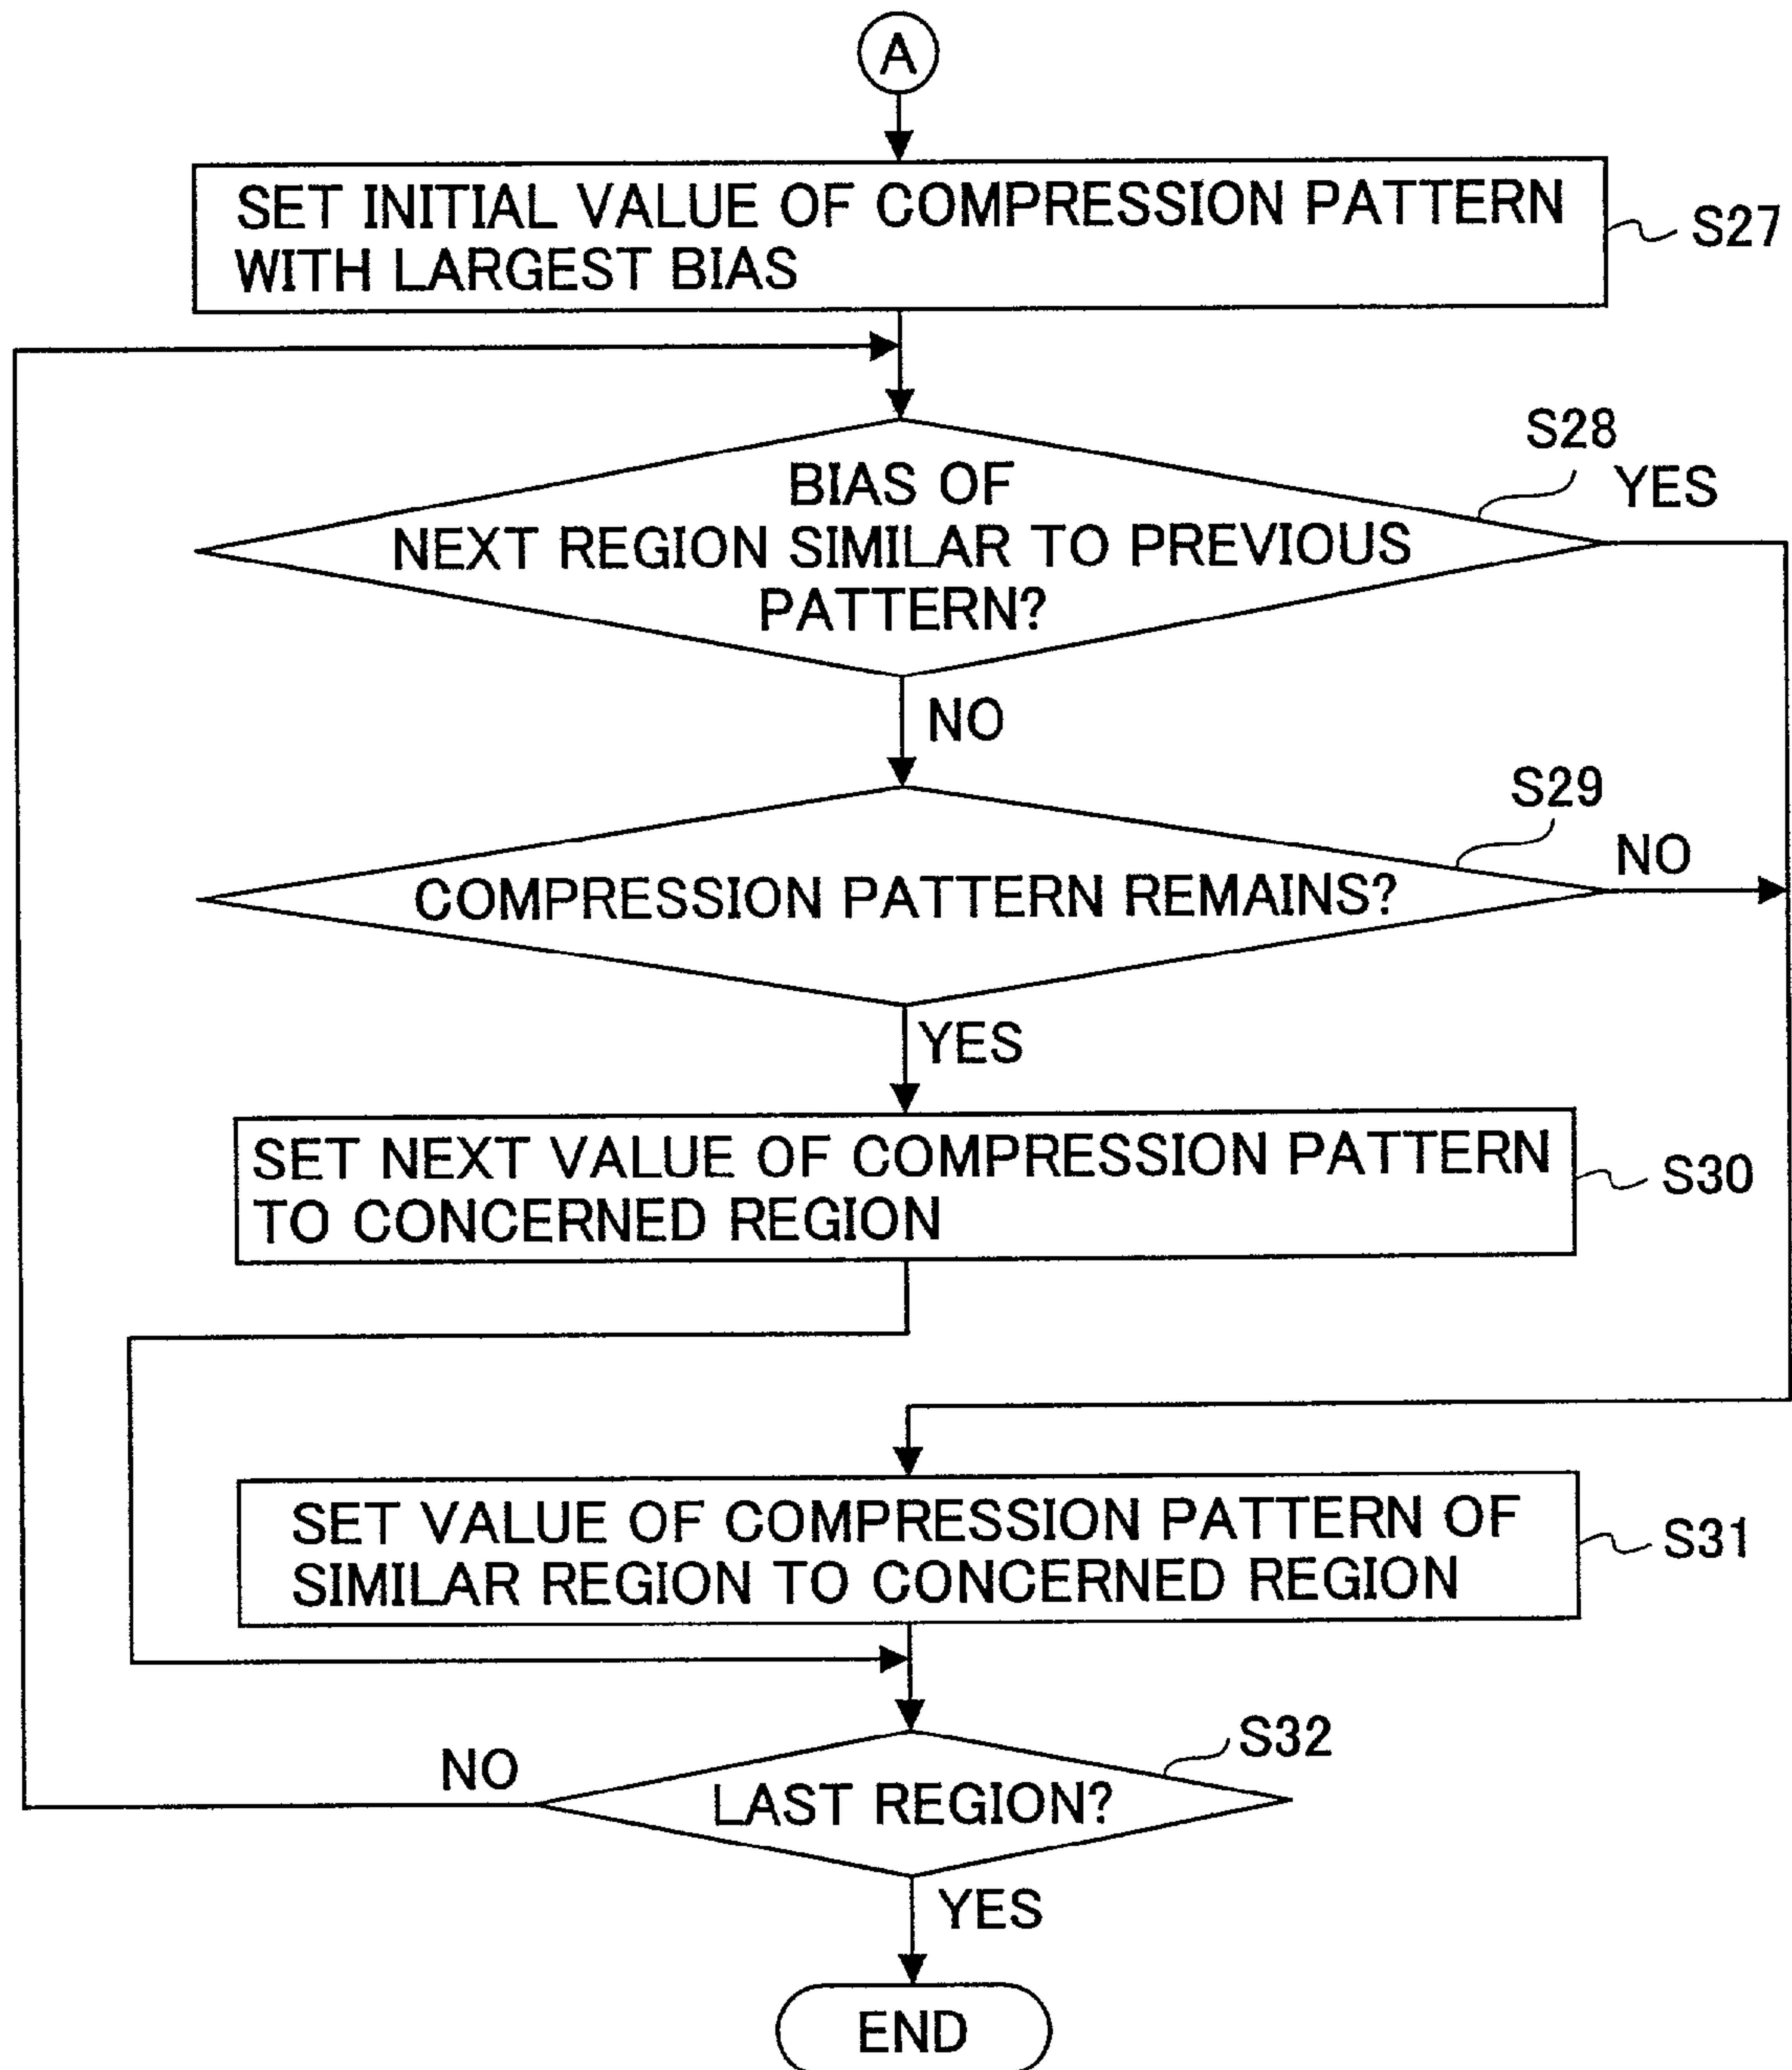 A
SET INITIAL VALUE OF COMPRESSION PATTERN
WITH LARGEST BIAS
S27
S28
YES
BIAS OF
NEXT REGION SIMILAR TO PREVIOUS
PATTERN?
NO
S29
NO
COMPRESSION PATTERN REMAINS?
YES
SET NEXT VALUE OF COMPRESSION PATTERN
TO CONCERNED REGION
S30
SET VALUE OF COMPRESSION PATTERN OF
SIMILAR REGION TO CONCERNED REGION
S31
S32
NO
LAST REGION?
YES
END